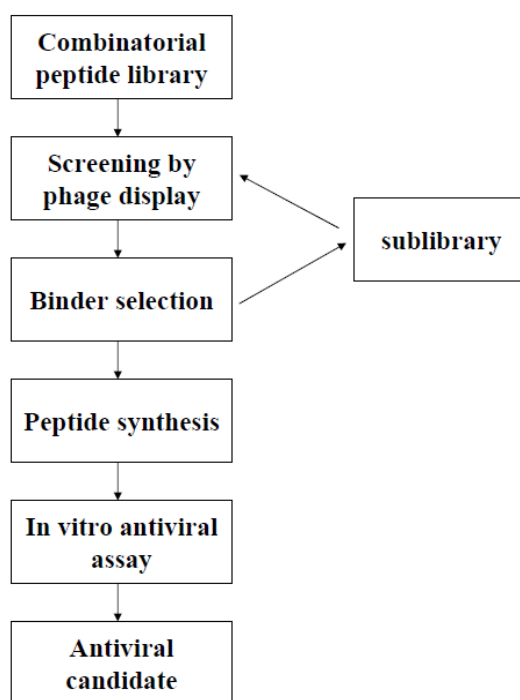 Combinatorial
peptide library
Screening by
phage display
sublibrary
Binder selection
Peptide synthesis
In vitro antiviral
assay
Antiviral
candidate